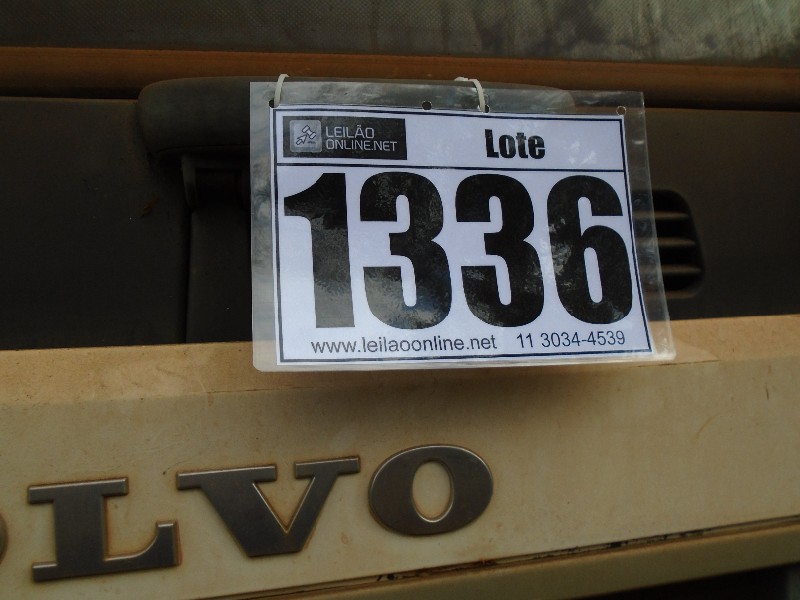 LEILÃO
ONLINE.NET
Lote
1336
www.leilaoonline.net 11 3034-4539
OLVO